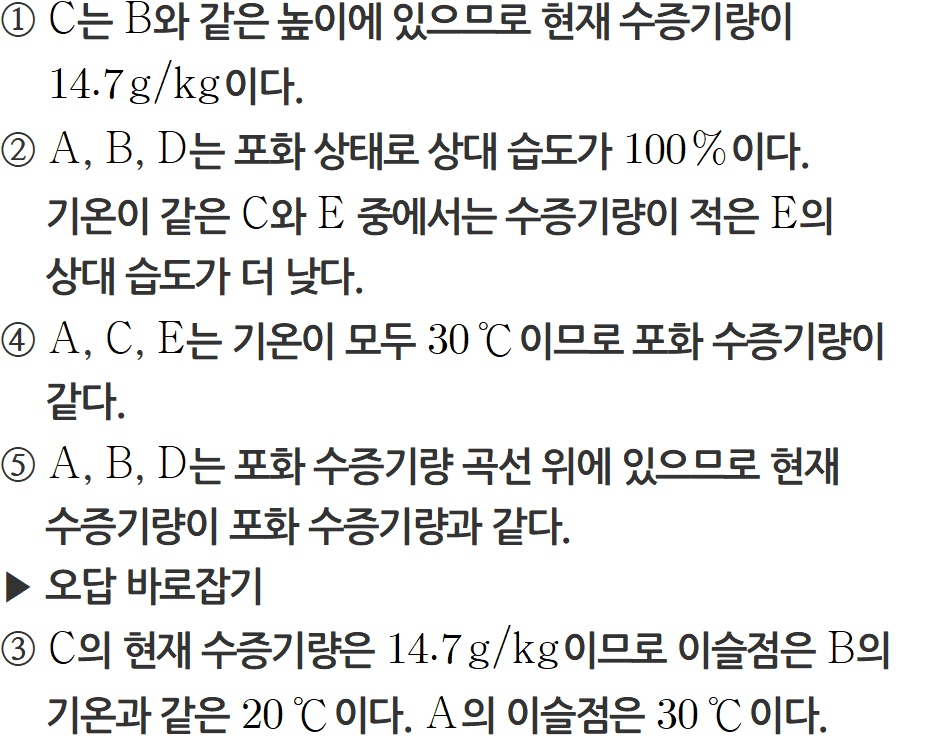 ① C는 B와 같은 높이에 있으므로 현재 수증기량이
14.7 g/kg이다.
② A, B, D는 포화 상태로 상대 습도가 100 %이다.
기온이 같은 C와 E 중에서는 수증기량이 적은 E의
상대 습도가 더 낮다.
④ A, C, E는 기온이 모두 30 ℃이므로 포화 수증기량이
같다.
⑤ A, B, D는 포화 수증기량 곡선 위에 있으므로 현재
수증기량이 포화 수증기량과 같다.
▶ 오답 바로잡기
③ C의 현재 수증기량은 14.7 g/kg이므로 이슬점은 B의
기온과 같은 20 ℃이다. A의 이슬점은 30 ℃이다.